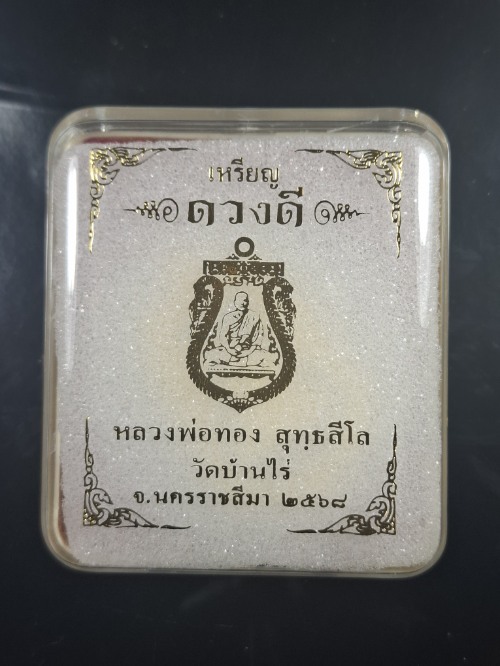 เหรียญ
ดวงดี
หลวงพ่อทอง สุทฺธสีโล
วัดบ้านไร่
จ.นครราชสีมา ๒๕๖๘